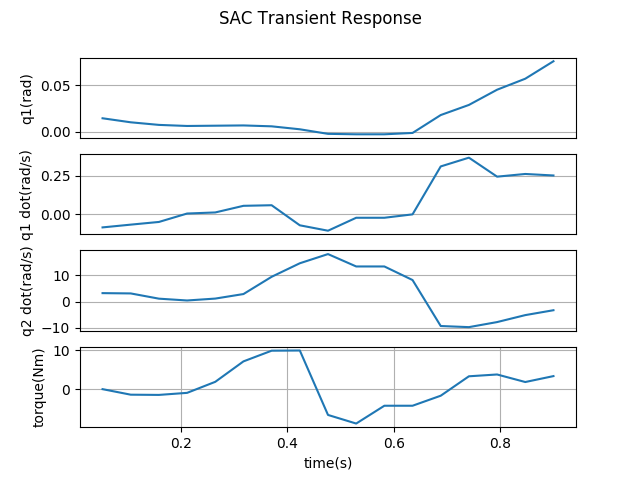 SAC Transient Response
q1(rad)
0.05
0.00
q1 dot(rad/s)
0.25
0.00
q2 dot(rad/s)
10
0
−10
torque(Nm)
10
0
0.2 0.4 0.6 0.8
time(s)